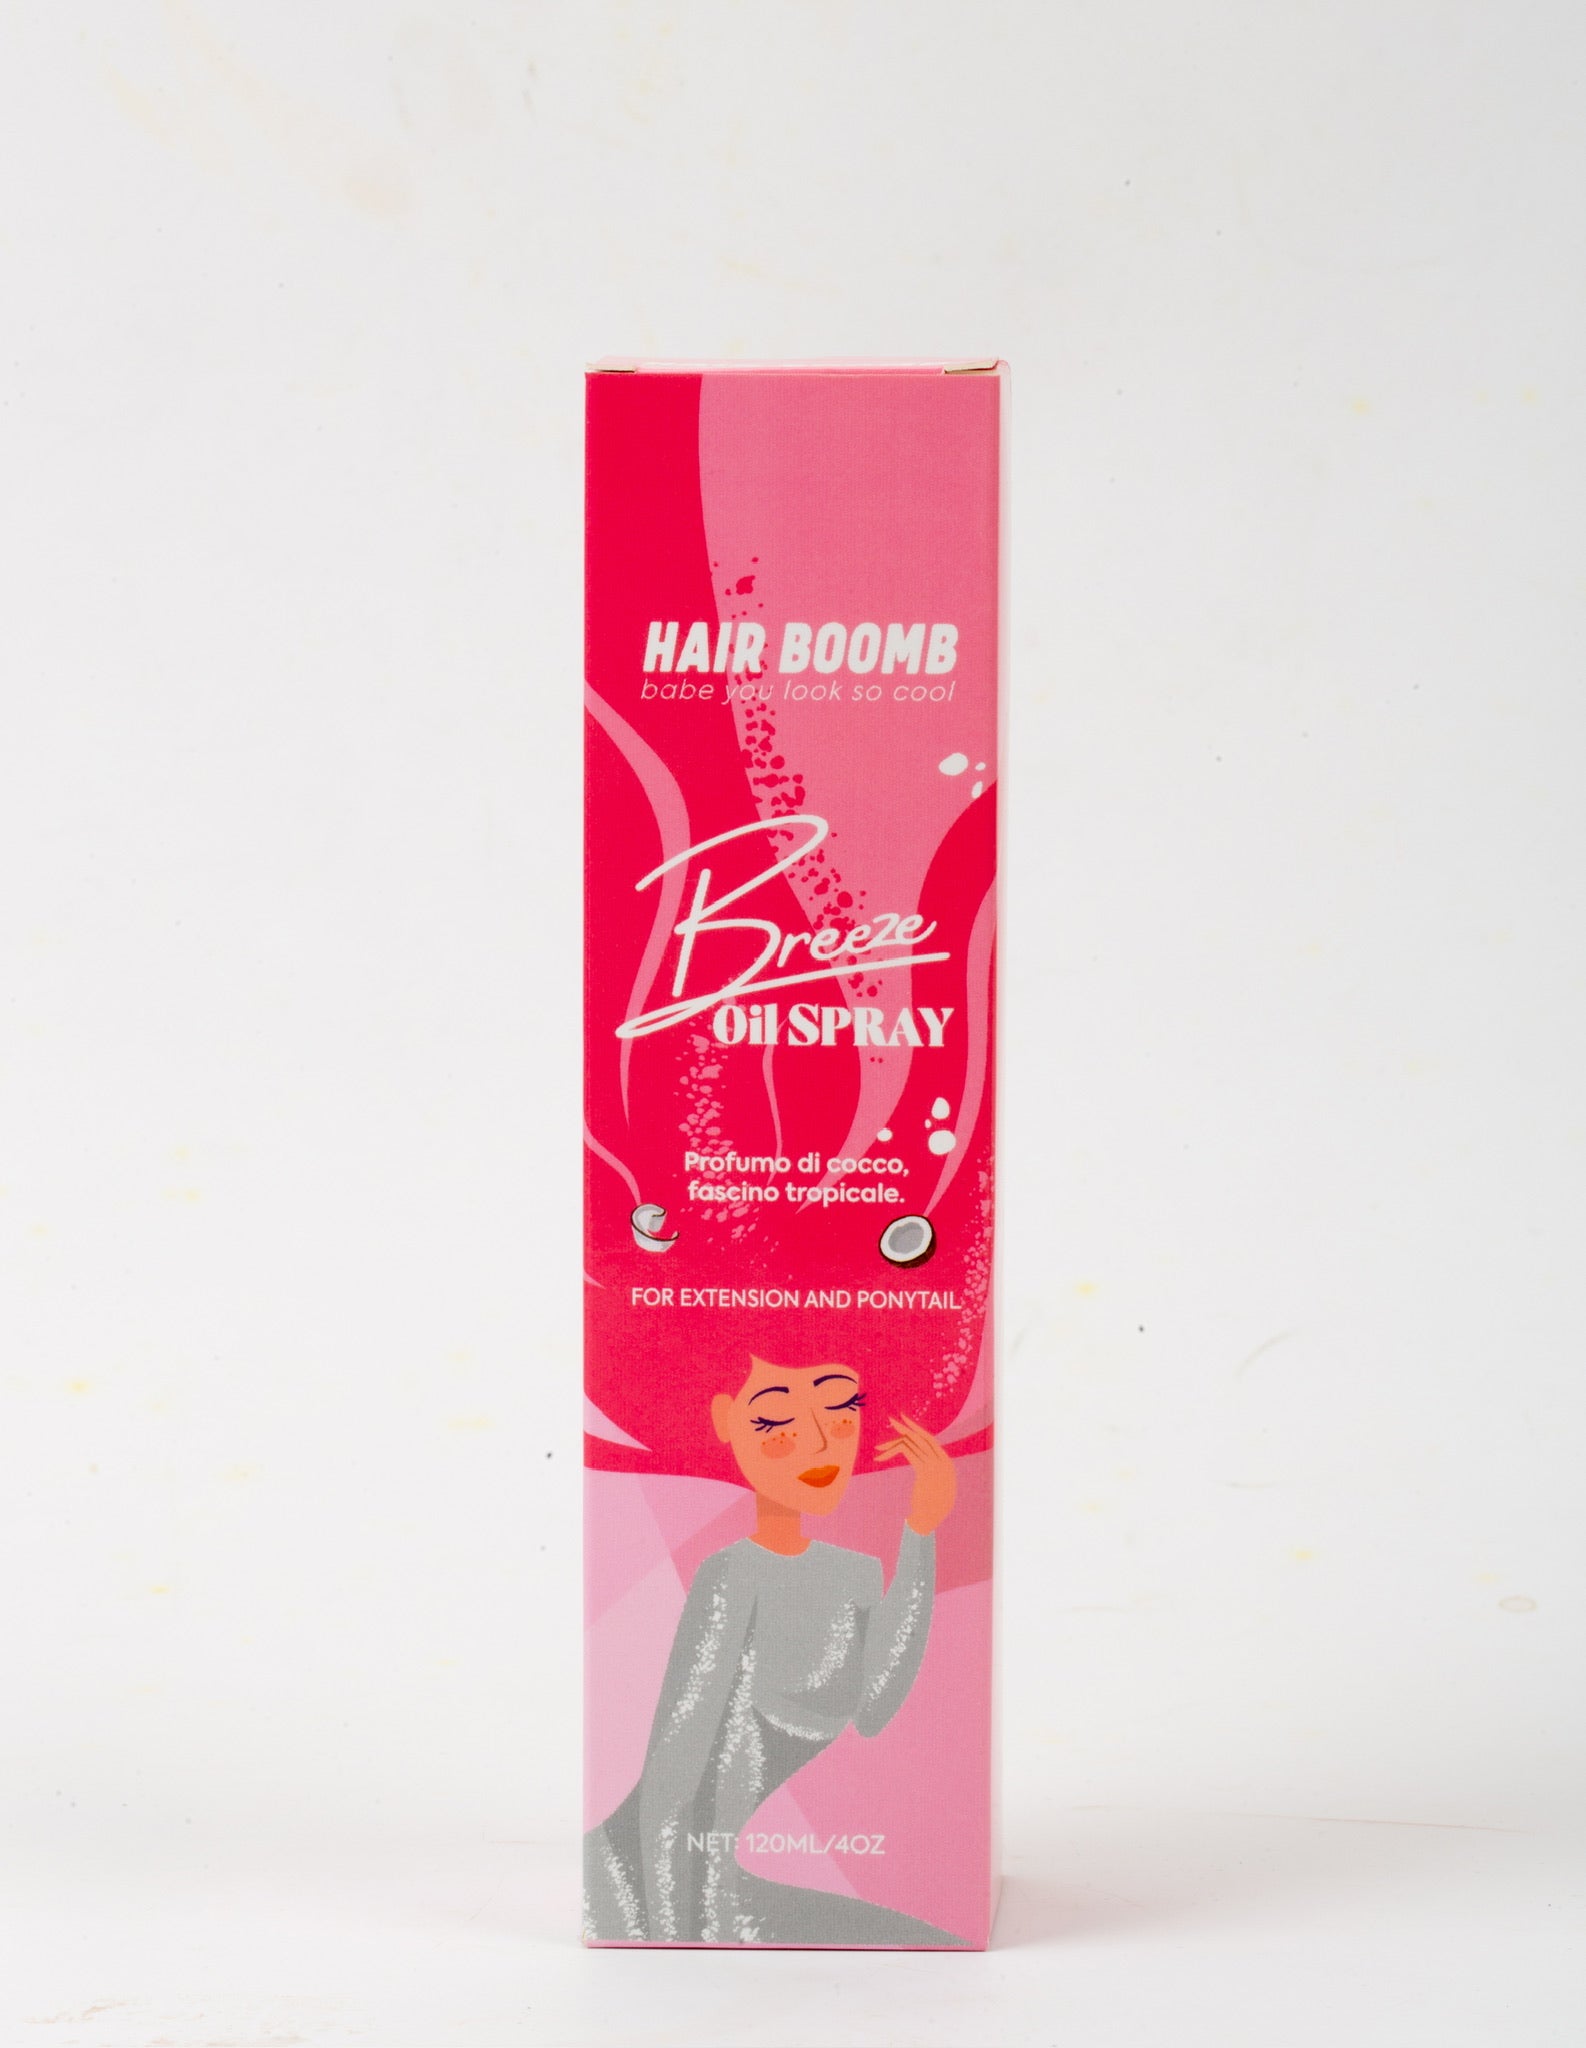 HAIR BOOMB
babe you look so cool
Breeze
Oil SPRAY
Profumo di cocco,
fascino tropicale.
FOR EXTENSION AND PONYTAIL
NET: 120ML/4OZ